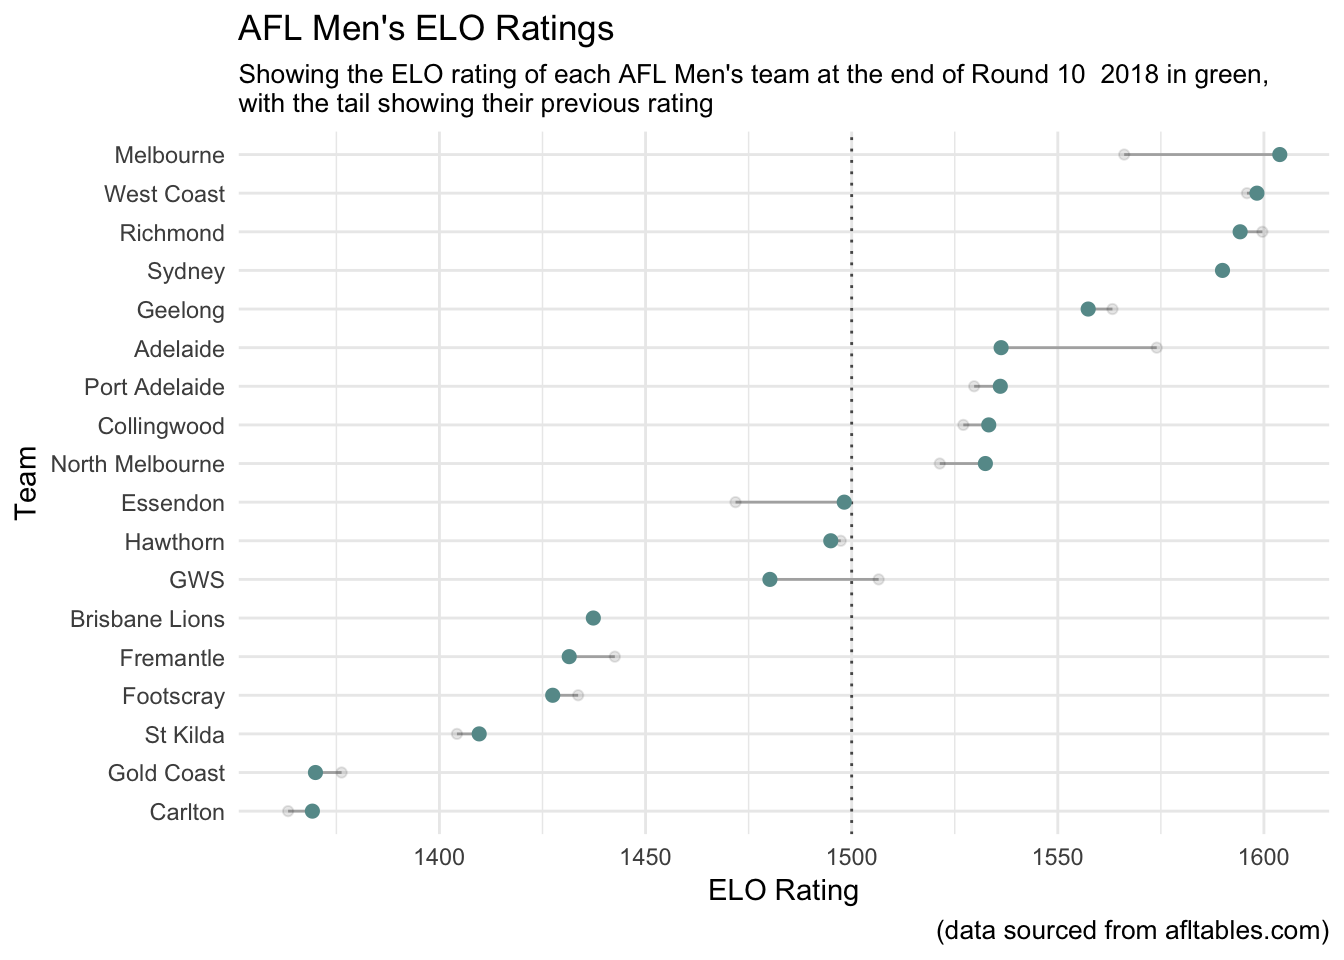 AFL Men's ELO Ratings
Showing the ELO rating of each AFL Men's team at the end of Round 10  2018 in green,
with the tail showing their previous rating
Team
Melbourne
West Coast
Richmond
Sydney
Geelong
Adelaide
Port Adelaide
Collingwood
North Melbourne
Essendon
Hawthorn
GWS
Brisbane Lions
Fremantle
Footscray
St Kilda
Gold Coast
Carlton
1400 1450 1500 1550 1600
ELO Rating
(data sourced from afltables.com)